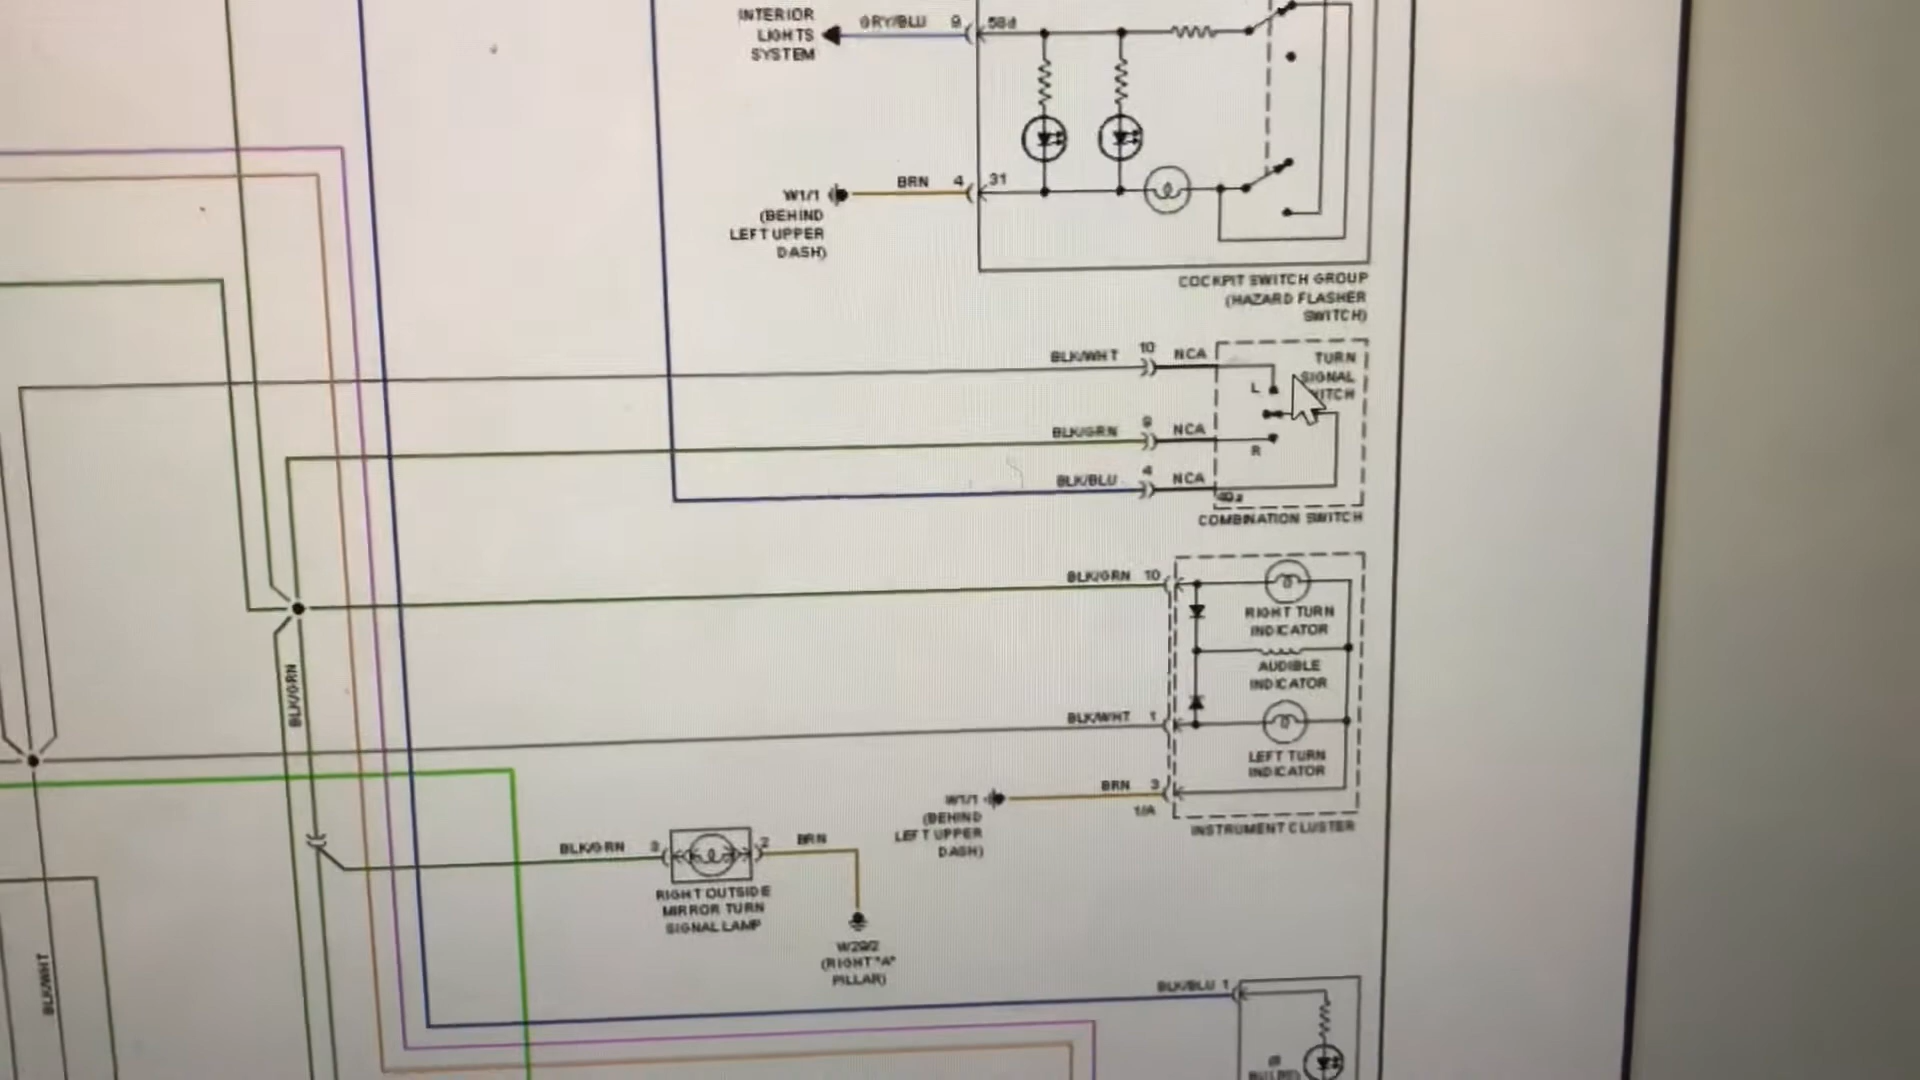 INTERIOR
LIGHTS
SYSTEM
GRY/BLU 9 58d
W1/1
(BEHIND
LEFT UPPER
DASH)
BRN 4 31
COCKPIT SWITCH GROUP
(HAZARD FLASHER
SWITCH)
BLK/WHT 10 NCA
TURN
SIGNAL
L
BLK/GRN 9 NCA
R
BLK/BLU 4 NCA
49a
COMBINATION SWITCH
BLK/GRN 10
RIGHT TURN
INDICATOR
AUDIBLE
INDICATOR
BLK/WHT 1
LEFT TURN
INDICATOR
BRN 3
1/A
W1/1
(BEHIND
LEFT UPPER
DASH)
INSTRUMENT CLUSTER
BLK/GRN
BLK/GRN 3
2 BRN
RIGHT OUTSIDE
MIRROR TURN
SIGNAL LAMP
W29/2
(RIGHT "A"
PILLAR)
BLK/WHT
BLK/BLU 1